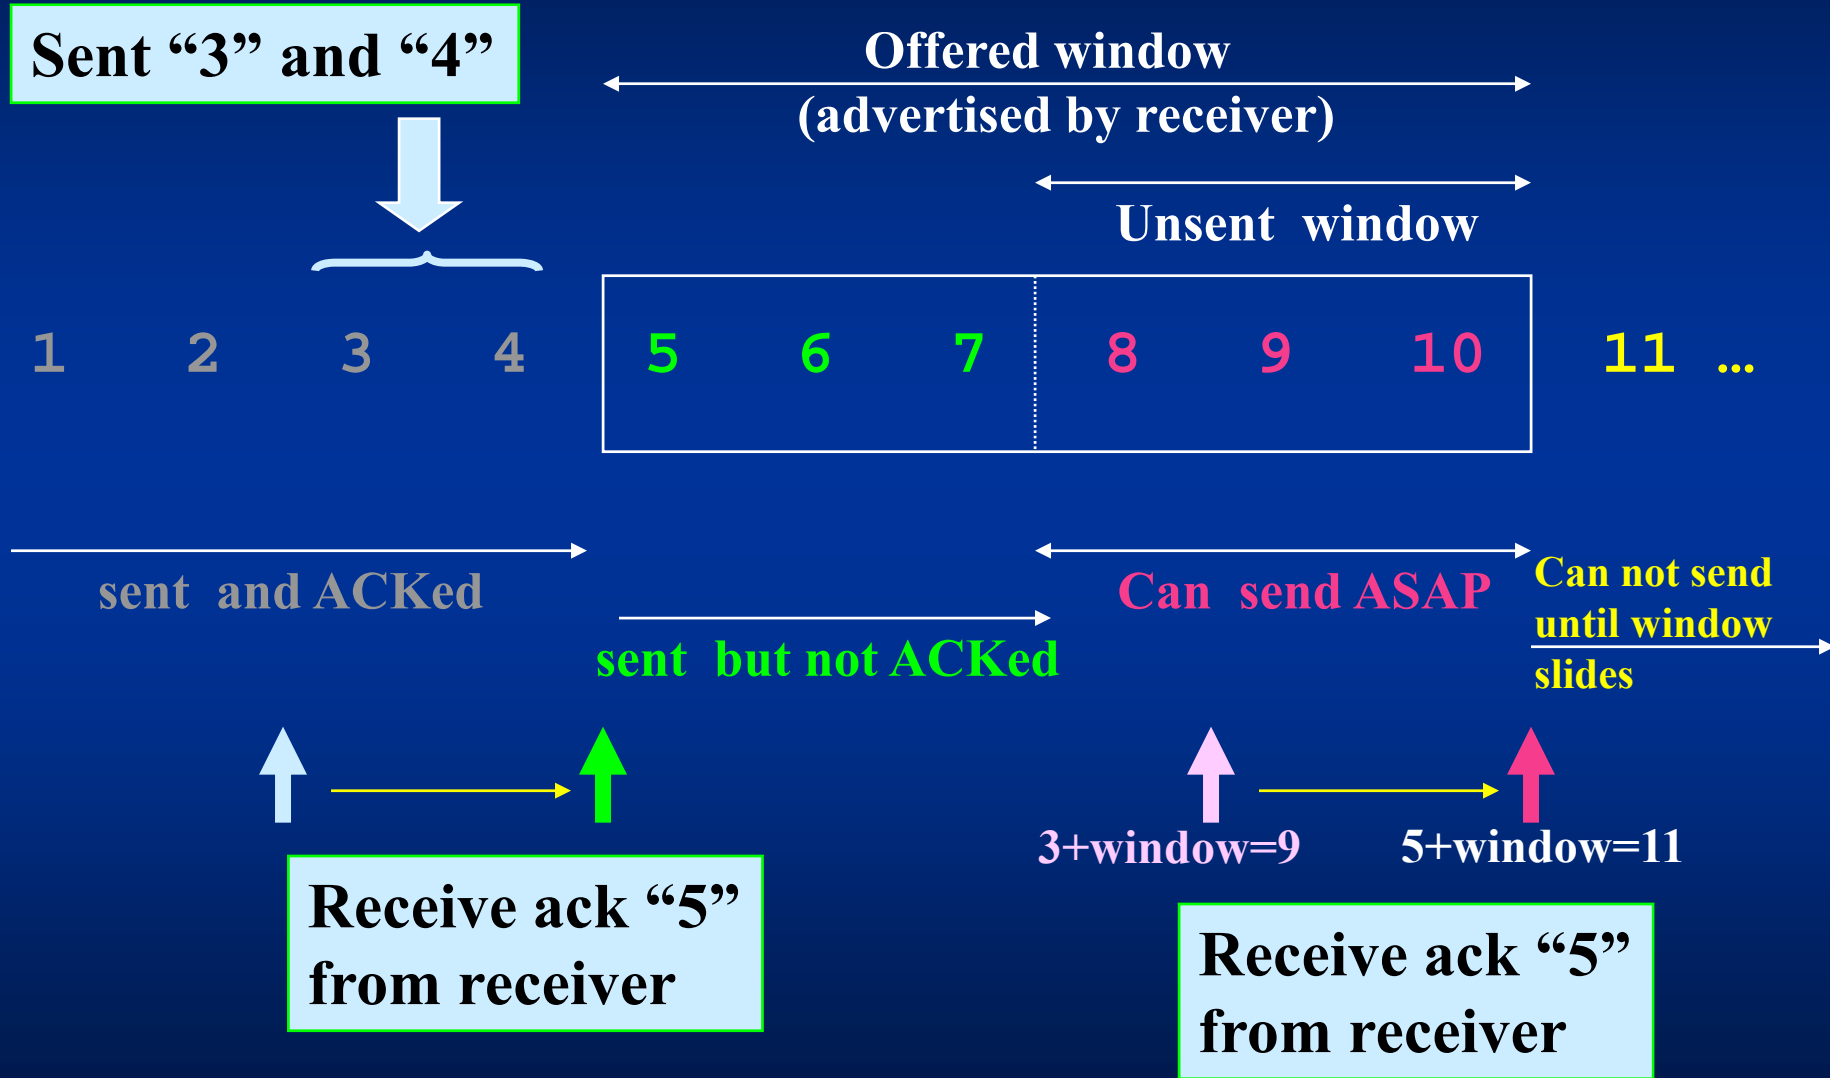 Sent “3” and “4”
Offered window
(advertised by receiver)
Unsent window
1 2 3 4 5 6 7 8 9 10 11 …
sent and ACKed
sent but not ACKed
Can send ASAP
Can not send
until window
slides
3+window=9
5+window=11
Receive ack “5”
from receiver
Receive ack “5”
from receiver